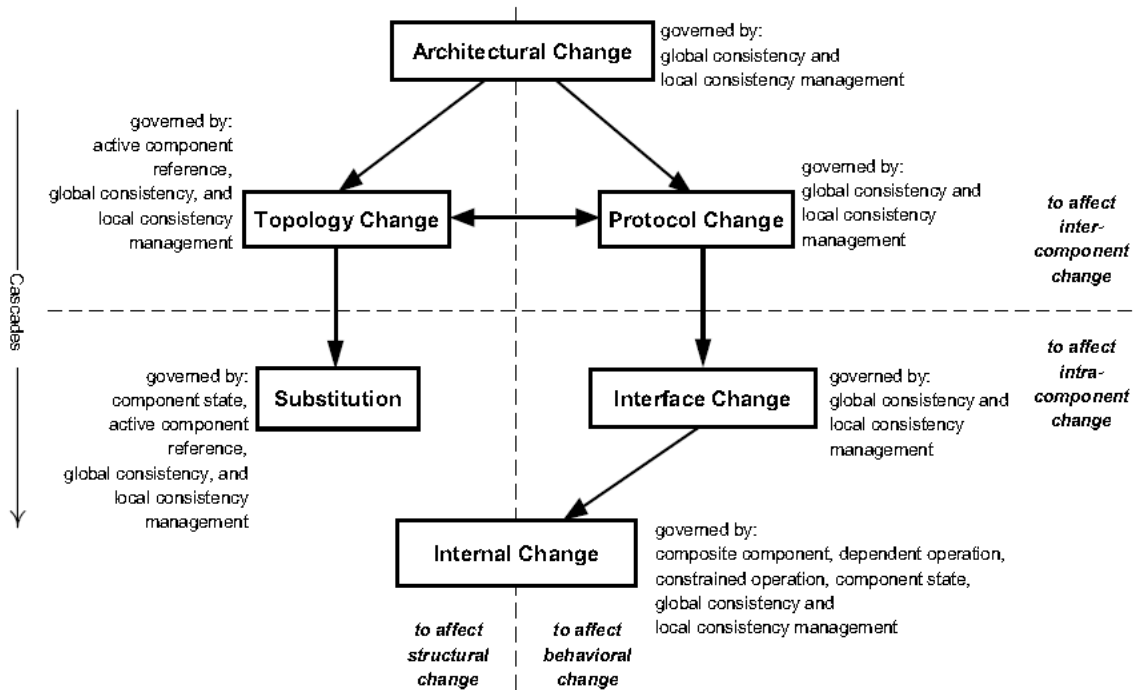 Architectural Change
governed by:
global consistency and
local consistency management
governed by:
active component
reference,
global consistency, and
local consistency
management
Topology Change
Protocol Change
governed by:
global consistency and
local consistency
management
to affect
inter-
component
change
Cascades
governed by:
component state,
active component
reference,
global consistency, and
local consistency
management
Substitution
Interface Change
governed by:
global consistency and
local consistency
management
to affect
intra-
component
change
Internal Change
governed by:
composite component, dependent operation,
constrained operation, component state,
global consistency and
local consistency management
to affect
structural
change
to affect
behavioral
change